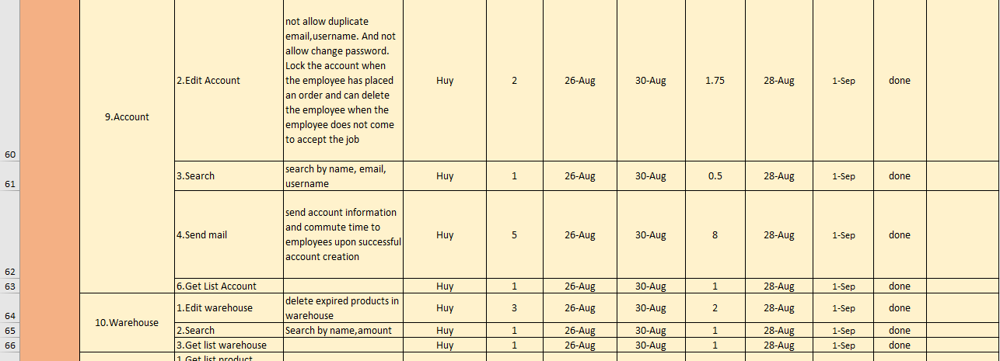 not allow duplicate
email,username. And not
allow change password.
Lock the account when
2.Edit Account the employee has placed Huy 2 26-Aug 30-Aug 1.75 28-Aug 1-Sep done
an order and can delete
the employee when the
9.Account
employee does not come
to accept the job
60
search by name, email,
3.Search Huy 1 26-Aug 30-Aug 0.5 28-Aug 1-Sep done
61 username
send account information
and commute time to
4.Send mail Huy 5 26-Aug 30-Aug 8 28-Aug 1-Sep done
employees upon successful
account creation
62
63 6.Get List Account Huy 1 26-Aug 30-Aug 1 28-Aug 1-Sep done
delete expired products in
1.Edit warehouse Huy 3 26-Aug 30-Aug 2 28-Aug 1-Sep done
64 warehouse
10.Warehouse
65 2.Search Search by name,amount Huy 1 26-Aug 30-Aug 1 28-Aug 1-Sep done
66 3.Get list warehouse Huy 1 26-Aug 30-Aug 1 28-Aug 1-Sep done
1.Get list product